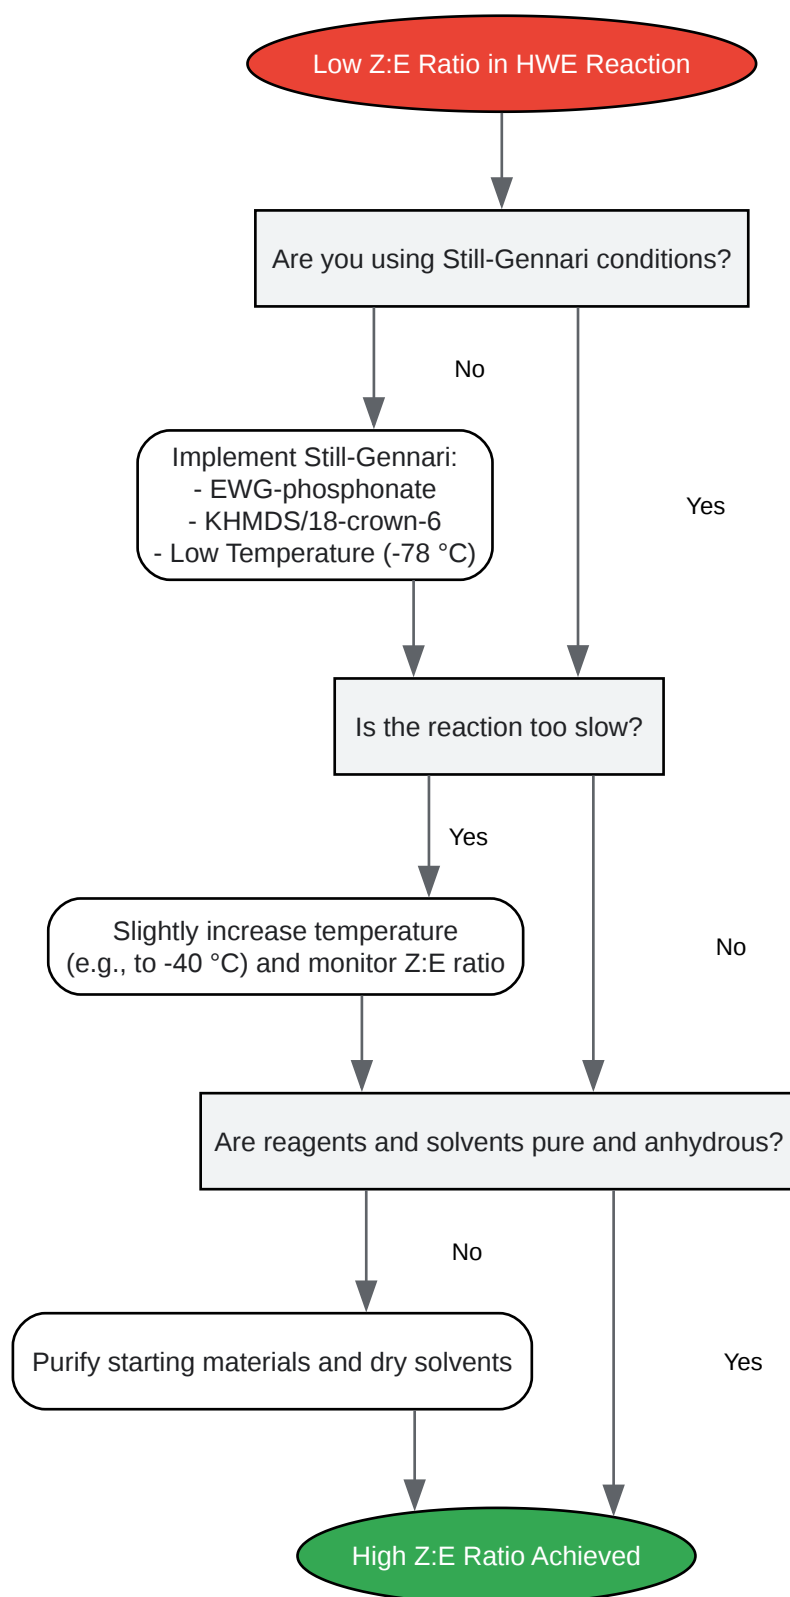 Low Z:E Ratio in HWE Reaction
Are you using Still-Gennari conditions?
No
Implement Still-Gennari:
- EWG-phosphonate
- KHMDS/18-crown-6
- Low Temperature (-78 °C)
Yes
Is the reaction too slow?
Yes
Slightly increase temperature
(e.g., to -40 °C) and monitor Z:E ratio
No
Are reagents and solvents pure and anhydrous?
No
Purify starting materials and dry solvents
Yes
High Z:E Ratio Achieved